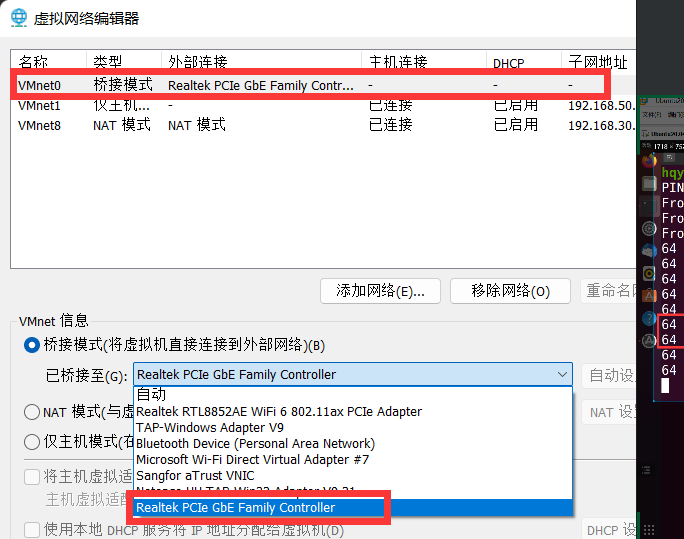 虚拟网络编辑器
名称 类型 外部连接 主机连接 DHCP 子网地址
VMnet0 桥接模式 Realtek PCIe GbE Family Contr... - - -
VMnet1 仅主机... - 已连接 已启用 192.168.50.
VMnet8 NAT 模式 NAT 模式 已连接 已启用 192.168.30.
添加网络(E)... 移除网络(O) 重命名网
VMnet 信息
桥接模式(将虚拟机直接连接到外部网络)(B)
已桥接至(G): Realtek PCIe GbE Family Controller 自动设
自动
Realtek RTL8852AE WiFi 6 802.11ax PCIe Adapter
NAT 模式(与虚 NAT 设
TAP-Windows Adapter V9
Bluetooth Device (Personal Area Network)
仅主机模式(在
Microsoft Wi-Fi Direct Virtual Adapter #7
Sangfor aTrust VNIC
将主机虚拟适
主机虚拟适配
Realtek PCIe GbE Family Controller
使用本地 DHCP 服务将 IP 地址分配给虚拟机(D) DHCP 设
hqy
PIN
Fro
Fro
Fro
64
64
64
64
64
64
64
64